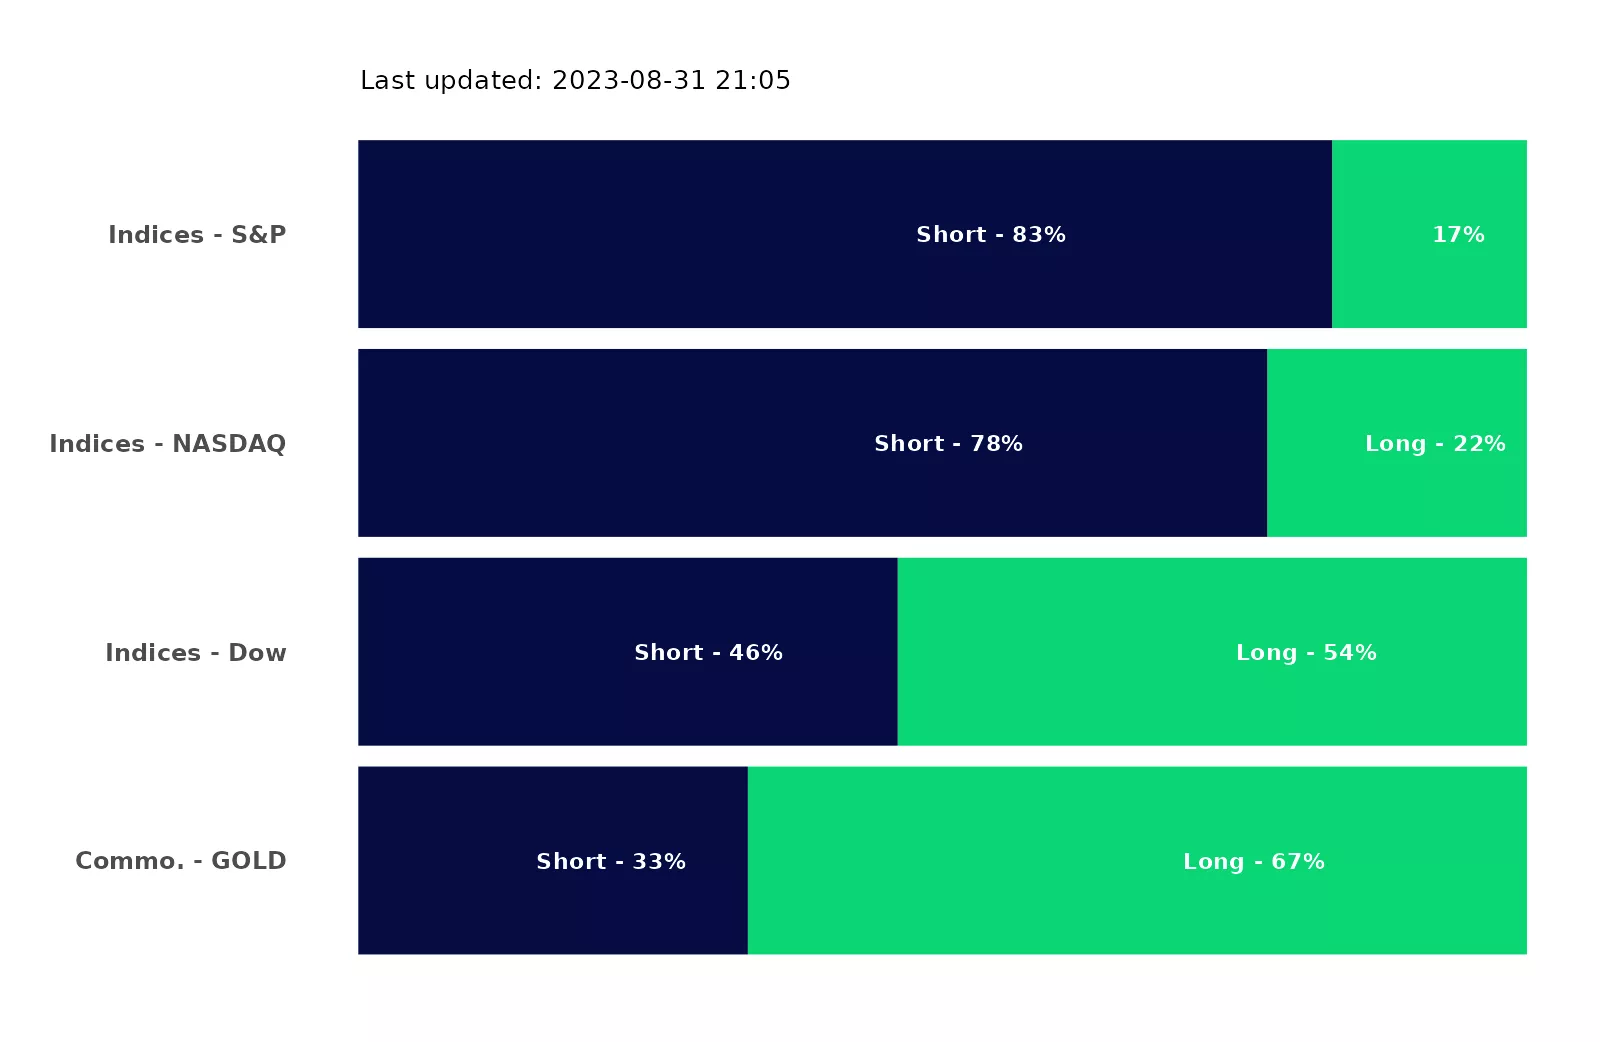 Last updated: 2023-08-31 21:05
Indices - S&P
Short - 83%
17%
Indices - NASDAQ
Short - 78%
Long - 22%
Indices - Dow
Short - 46%
Long - 54%
Commo. - GOLD
Short - 33%
Long - 67%